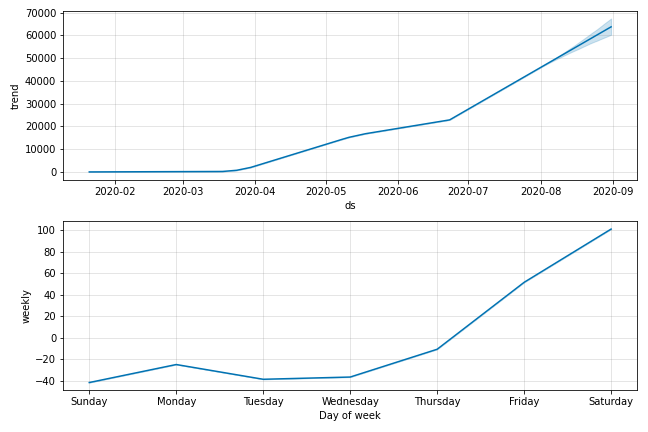 70000
60000
50000
40000
30000
20000
10000
0
trend
2020-02 2020-03 2020-04 2020-05 2020-06 2020-07 2020-08 2020-09
ds
100
80
60
40
20
0
−20
−40
weekly
Sunday Monday Tuesday Wednesday Thursday Friday Saturday
Day of week